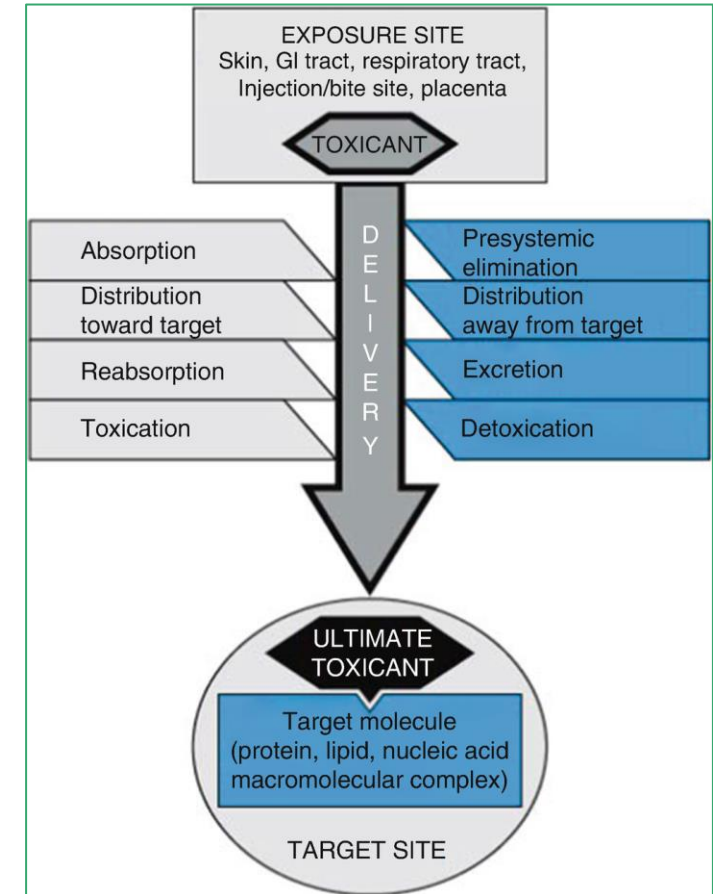 EXPOSURE SITE
Skin, GI tract, respiratory tract,
Injection/bite site, placenta
TOXICANT
DELIVERY
Absorption
Distribution
toward target
Reabsorption
Toxication
Presystemic
elimination
Distribution
away from target
Excretion
Detoxication
ULTIMATE
TOXICANT
Target molecule
(protein, lipid, nucleic acid
macromolecular complex)
TARGET SITE